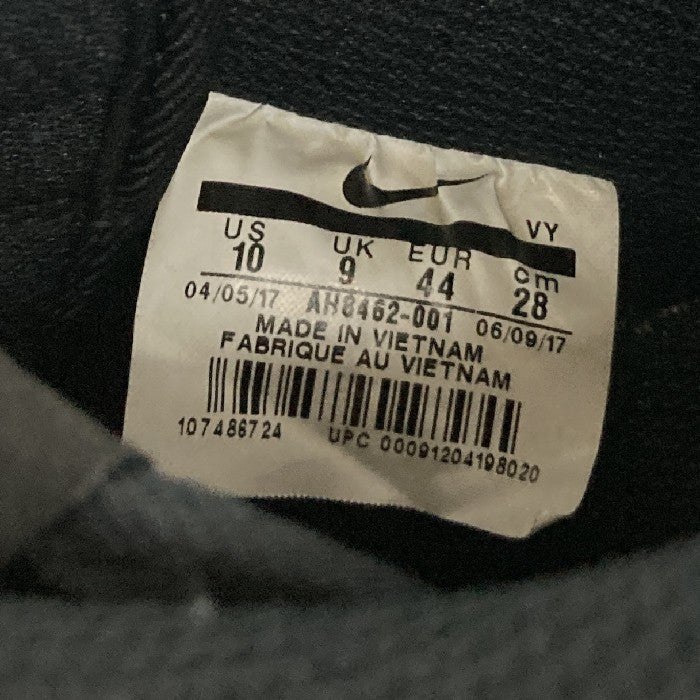 VY
US UK EUR cm
10 9 44 28
04/05/17 AH8462-001 06/09/17
MADE IN VIETNAM
FABRIQUE AU VIETNAM
107486724 UPC 00091204198020